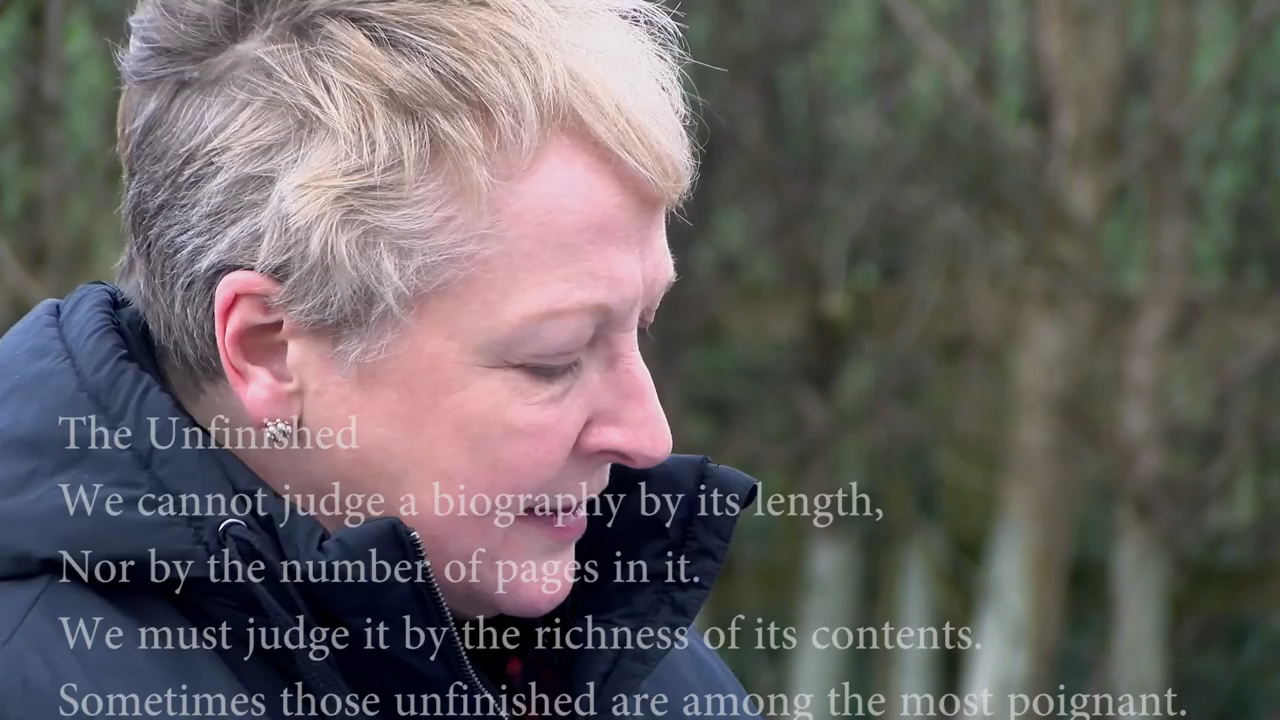 The Unfinished
We cannot judge a biography by its length,
Nor by the number of pages in it.
We must judge it by the richness of its contents.
Sometimes those unfinished are among the most poignant.